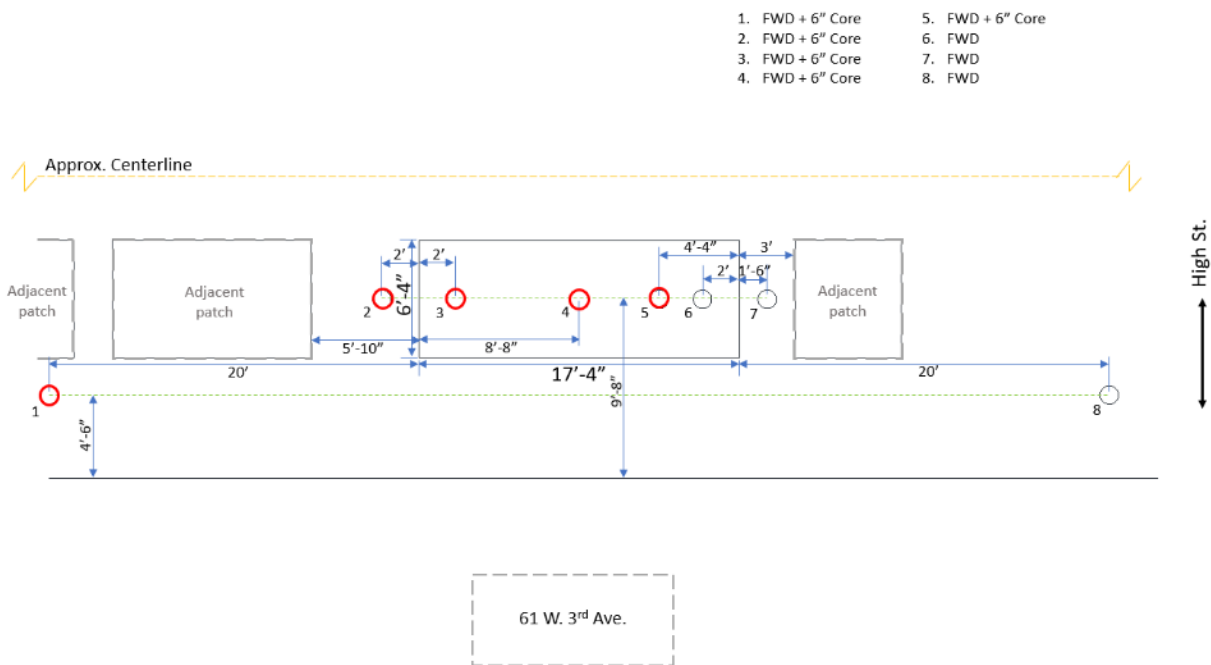 1. FWD + 6" Core
2. FWD + 6" Core
3. FWD + 6" Core
4. FWD + 6" Core
5. FWD + 6" Core
6. FWD
7. FWD
8. FWD
Approx. Centerline
High St.
Adjacent
patch
Adjacent
patch
2'
2'
6'-4"
4'-4"
3'
2'
1'-6"
Adjacent
patch
2
3
4
5
6
7
5'-10"
8'-8"
20'
17'-4"
20'
9'-8"
1
4'-6"
8
61 W. 3rd Ave.